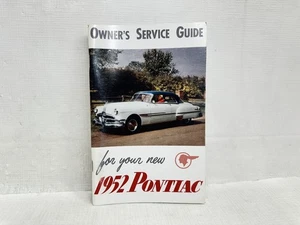 OWNER'S SERVICE GUIDE
for your new
1952 PONTIAC